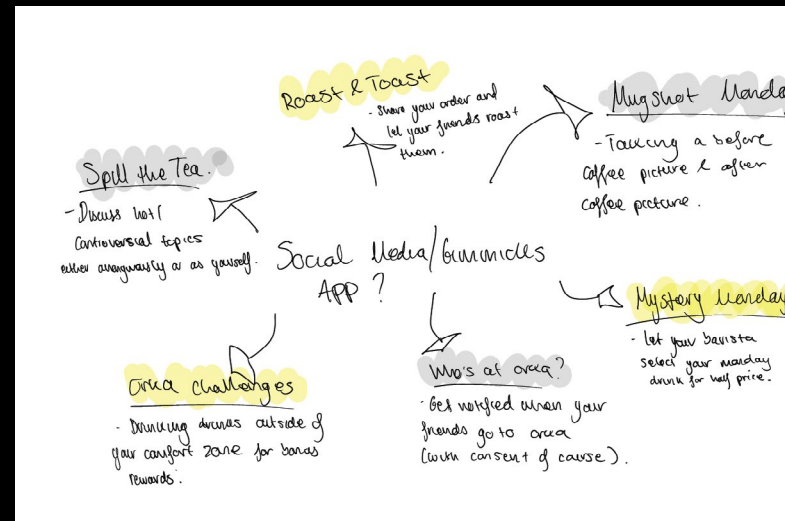 Roast & Toast
- Share your order and
let your friends roast
them.
Mugshot Monda
- Taking a before
coffee picture & after
coffee picture.
Spill the Tea.
- Discuss hot/
Controversial topics
either anonymously or as yourself.
Social Media/Gimmicks
APP ?
Mystery Monday
- let your barista
select your monday
drink for half price.
challenges
- Drinking drinks outside of
your comfort zone for bonus
rewards.
Who's at
- Get notified when your
friends go to
(with consent of course).